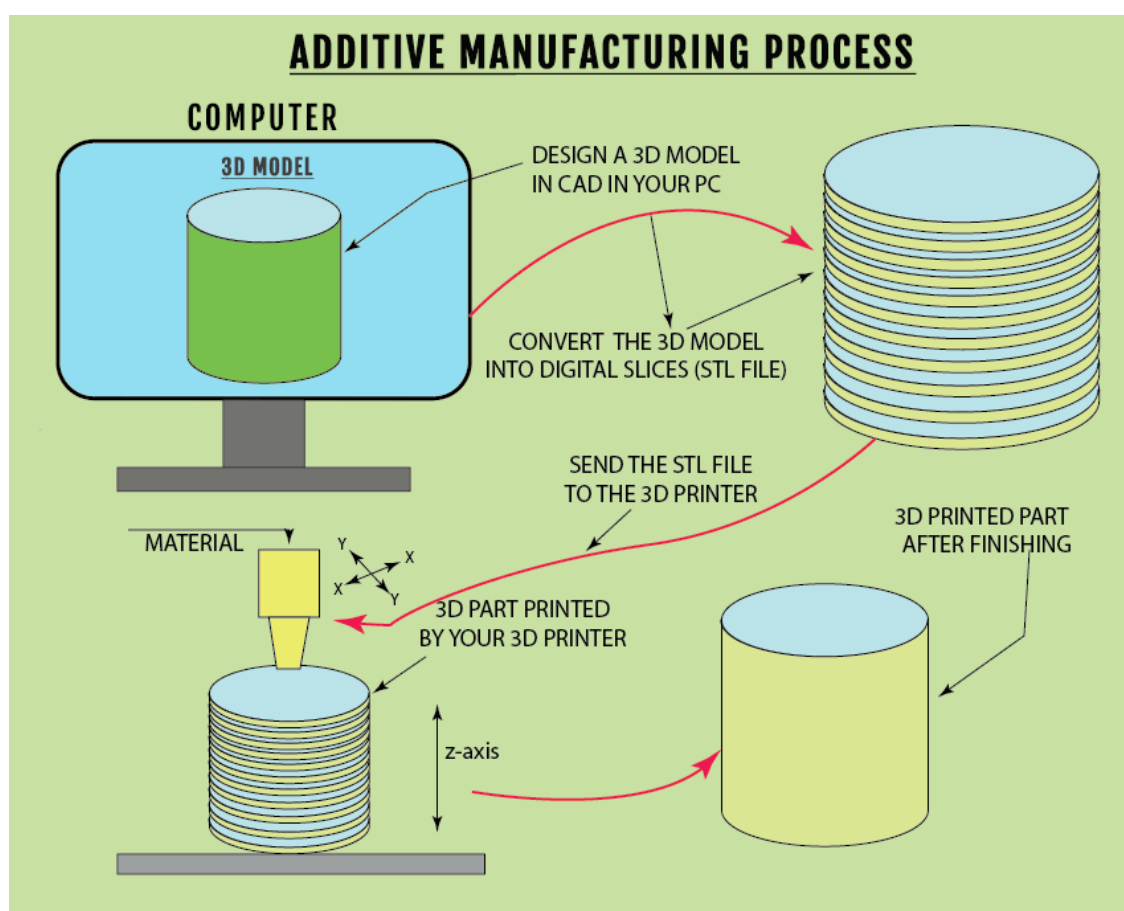 ADDITIVE MANUFACTURING PROCESS
COMPUTER
3D MODEL
DESIGN A 3D MODEL
IN CAD IN YOUR PC
CONVERT THE 3D MODEL
INTO DIGITAL SLICES (STL FILE)
SEND THE STL FILE
TO THE 3D PRINTER
3D PRINTED PART
AFTER FINISHING
MATERIAL
Y
X
X
Y
3D PART PRINTED
BY YOUR 3D PRINTER
z-axis